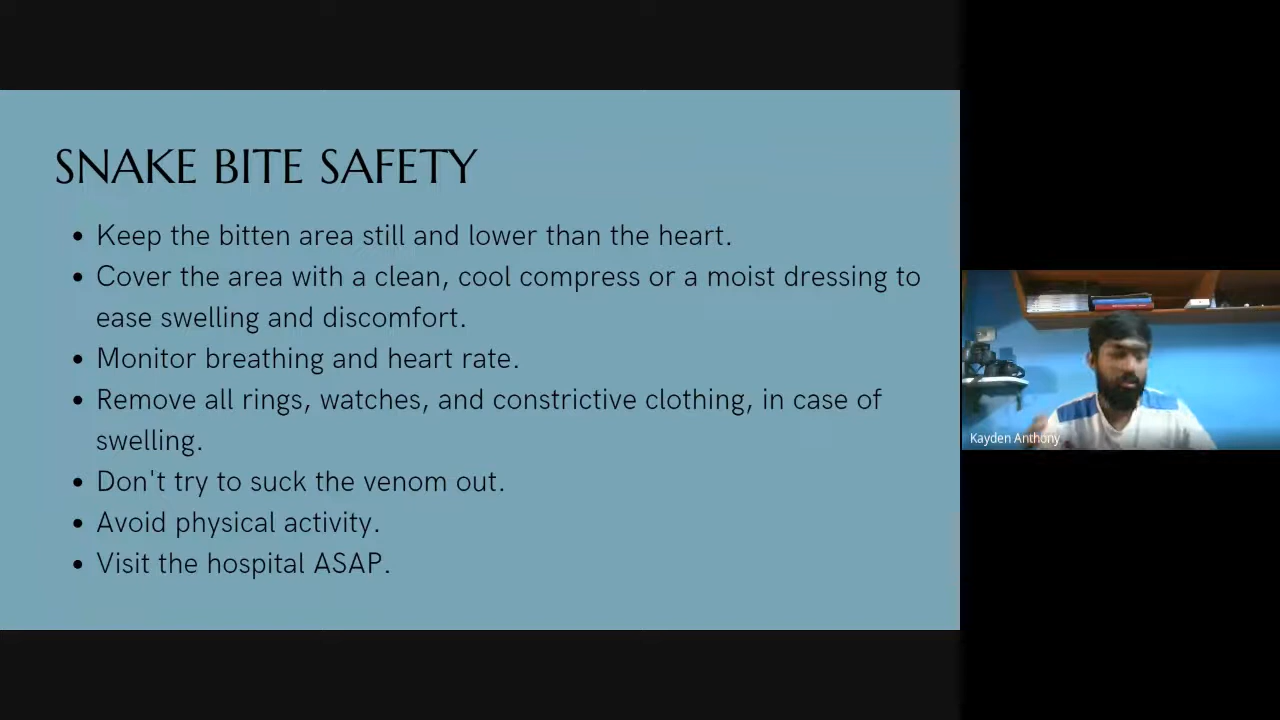 SNAKE BITE SAFETY
• Keep the bitten area still and lower than the heart.
• Cover the area with a clean, cool compress or a moist dressing to
ease swelling and discomfort.
• Monitor breathing and heart rate.
• Remove all rings, watches, and constrictive clothing, in case of
swelling.
• Don't try to suck the venom out.
• Avoid physical activity.
• Visit the hospital ASAP.
Kayden Anthony